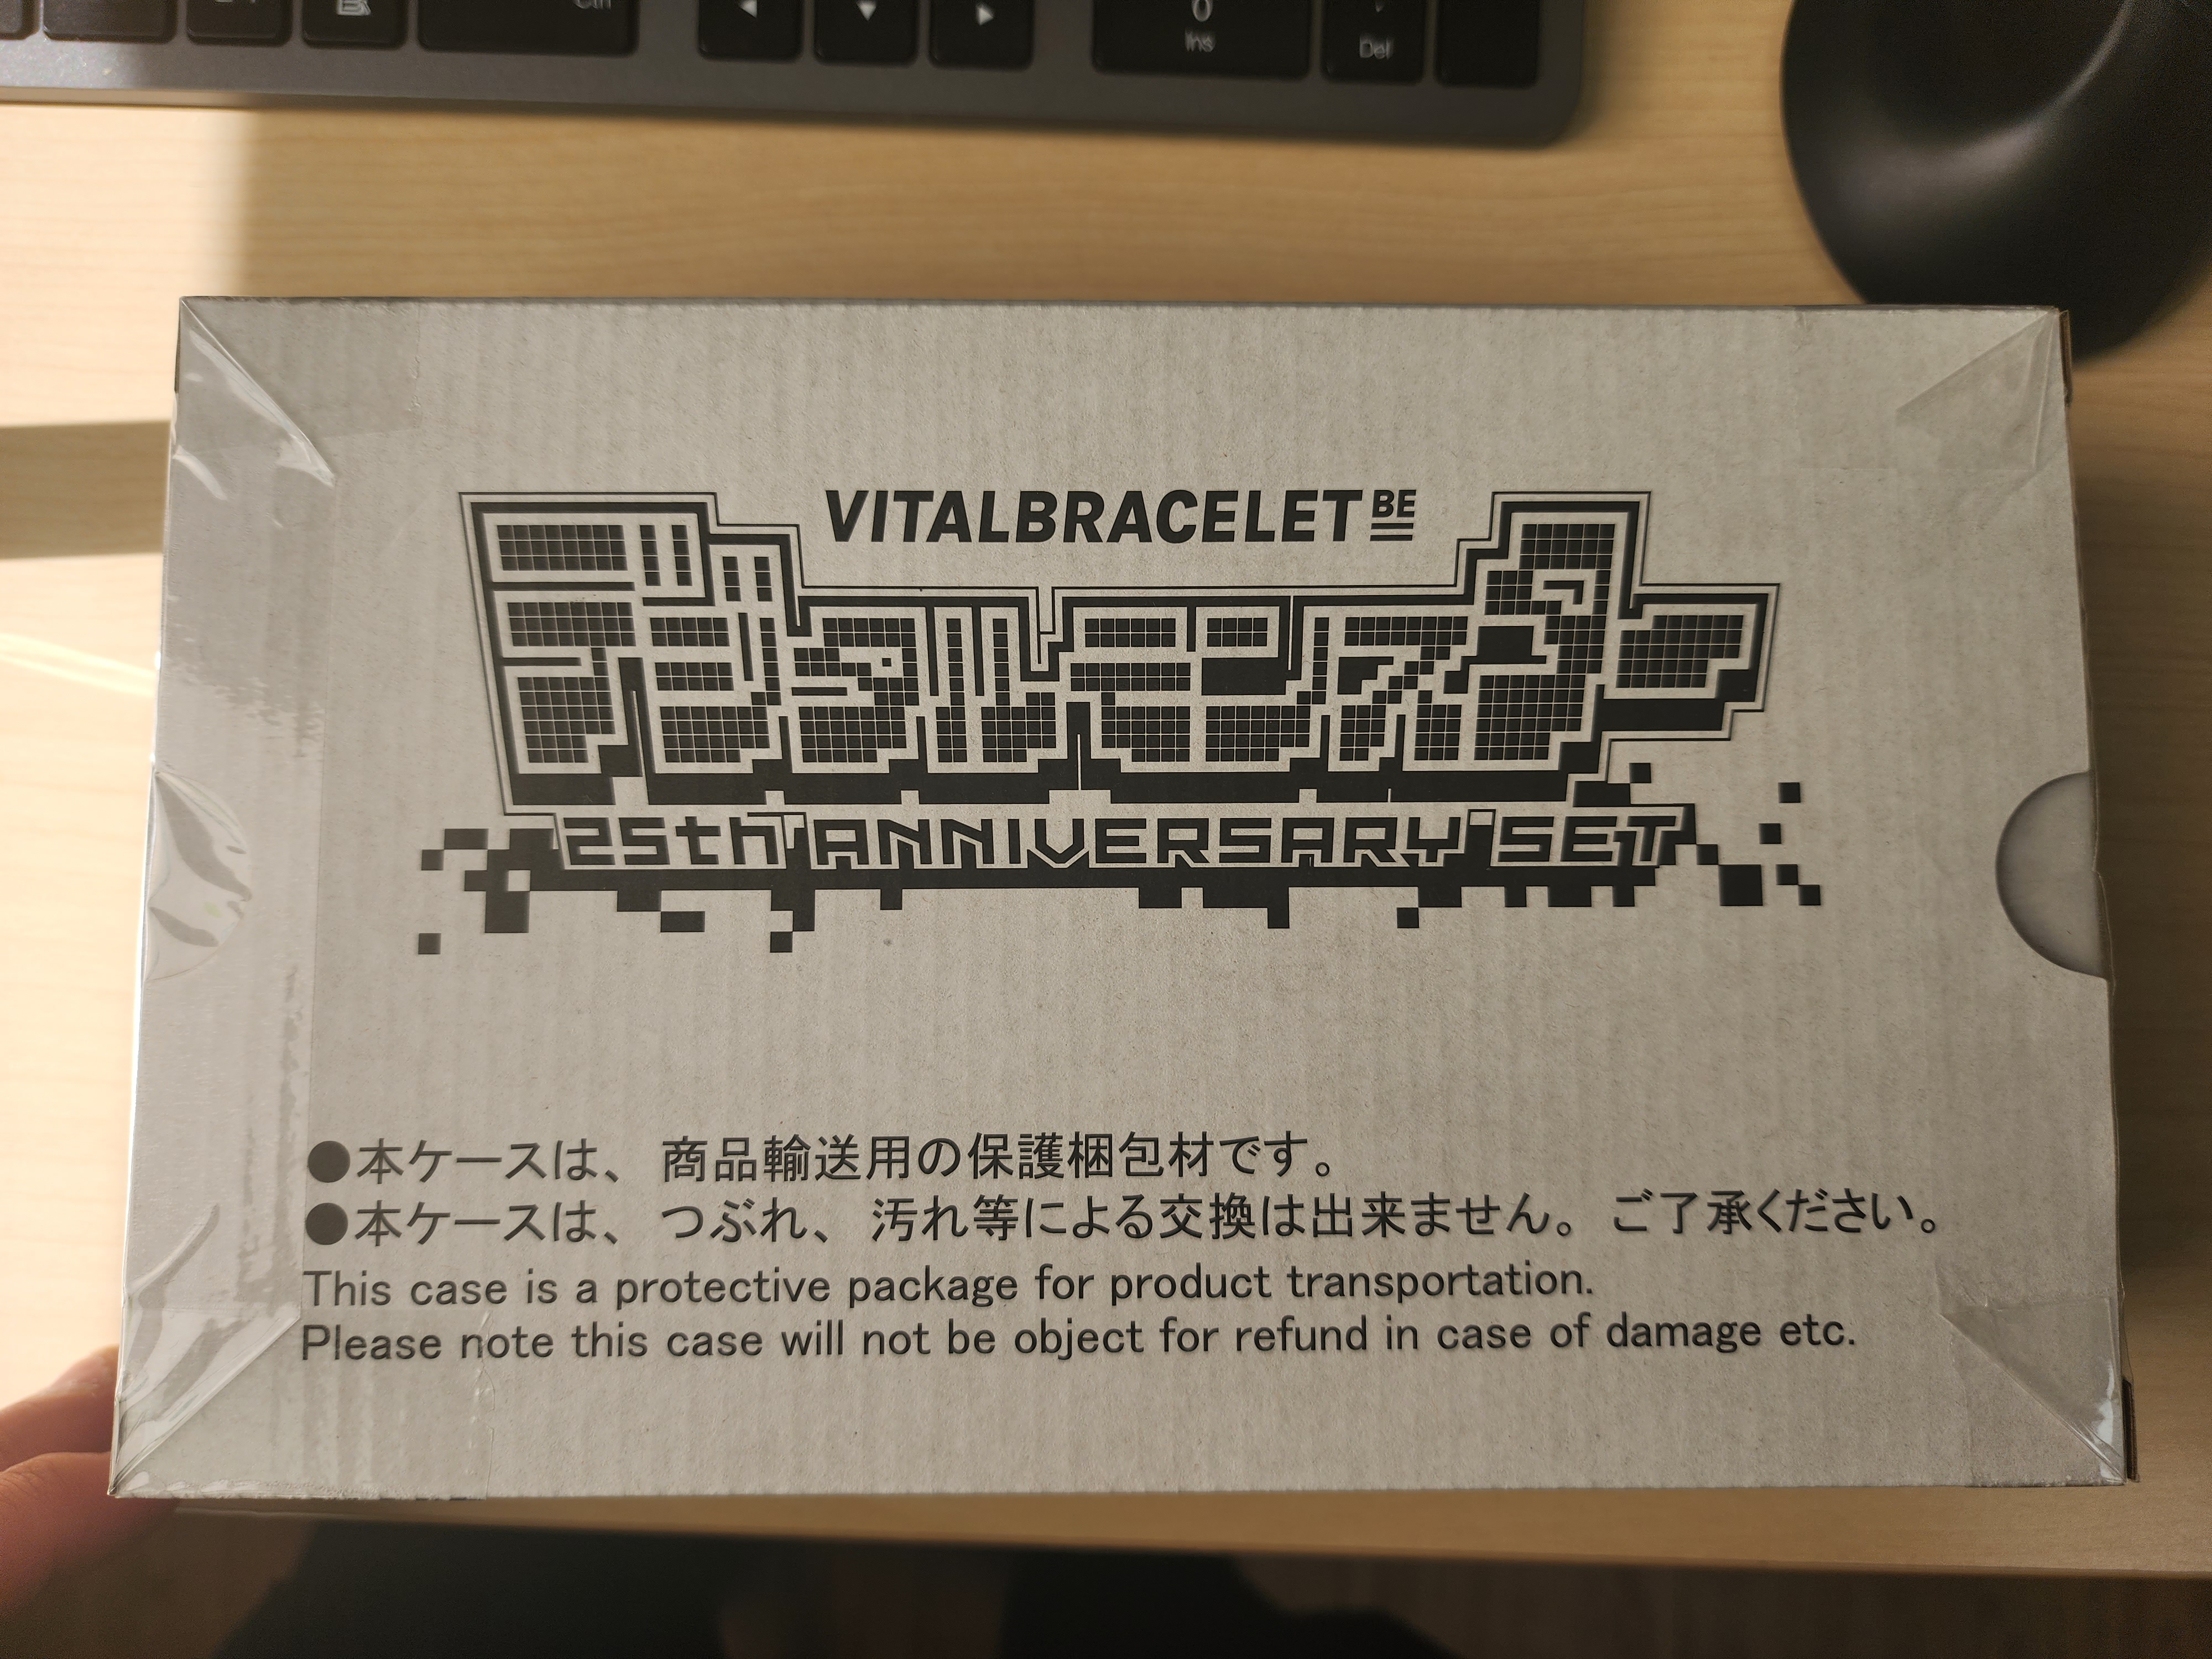 Ctrl
0
Ins
Del
VITALBRACELET BE
デジタルモンスター
25th ANNIVERSARY SET
●本ケースは、商品輸送用の保護梱包材です。
●本ケースは、つぶれ、汚れ等による交換は出来ません。ご了承ください。
This case is a protective package for product transportation.
Please note this case will not be object for refund in case of damage etc.